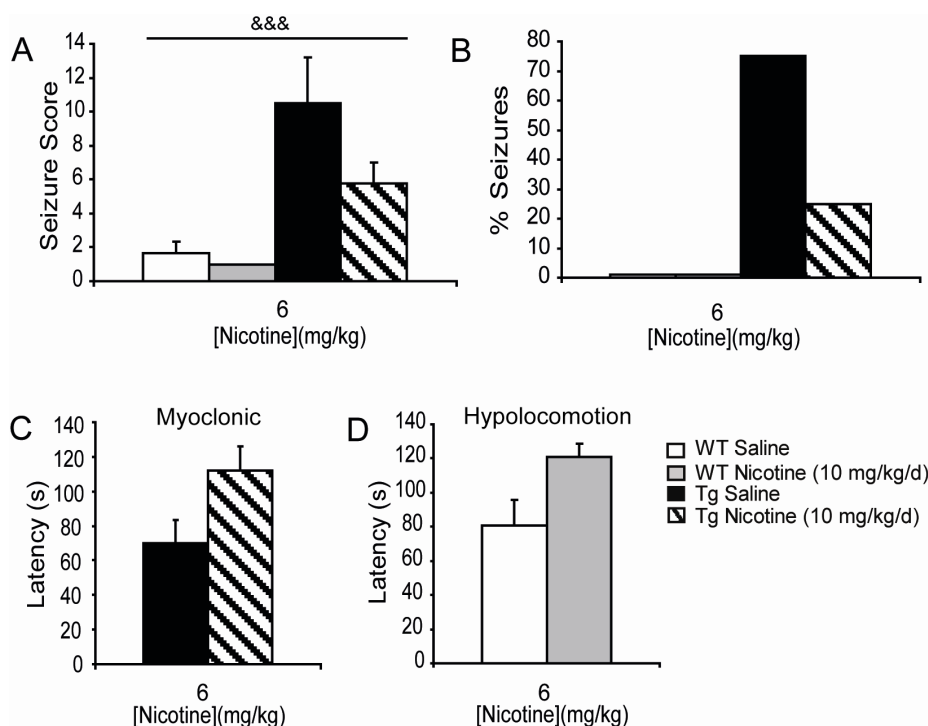 A
&&&
Seizure Score
14
12
10
8
6
4
2
0
6
[Nicotine](mg/kg)
B
% Seizures
80
70
60
50
40
30
20
10
0
6
[Nicotine](mg/kg)
C
Myoclonic
Latency (s)
140
120
100
80
60
40
20
0
6
[Nicotine](mg/kg)
D
Hypolocomotion
Latency (s)
140
120
100
80
60
40
20
0
6
[Nicotine](mg/kg)
WT Saline
WT Nicotine (10 mg/kg/d)
Tg Saline
Tg Nicotine (10 mg/kg/d)